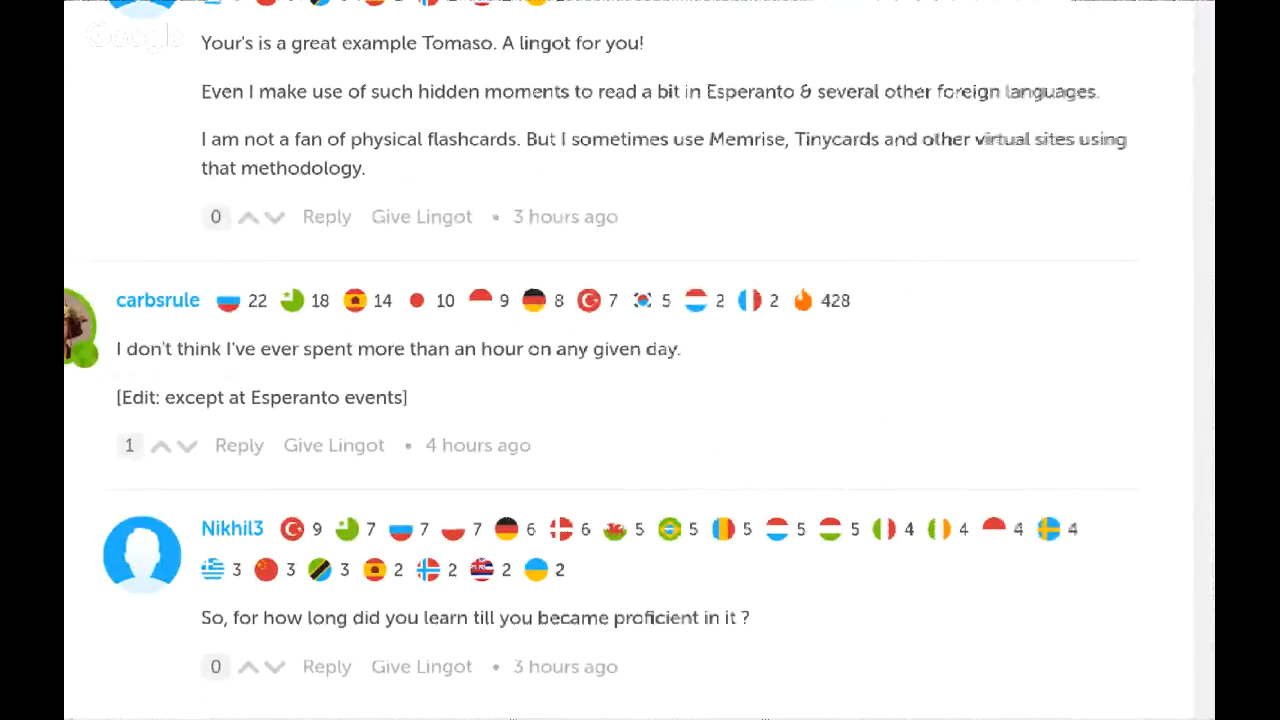 Google
Your's is a great example Tomaso. A lingot for you!
Even I make use of such hidden moments to read a bit in Esperanto & several other foreign languages.
I am not a fan of physical flashcards. But I sometimes use Memrise, Tinycards and other virtual sites using
that methodology.
0 Reply Give Lingot • 3 hours ago
carbsrule 22 18 14 10 9 8 7 5 2 2 428
I don't think I've ever spent more than an hour on any given day.
[Edit: except at Esperanto events]
1 Reply Give Lingot • 4 hours ago
Nikhil3 9 7 7 7 6 6 5 5 5 5 5 4 4 4 4
3 3 3 2 2 2 2
So, for how long did you learn till you became proficient in it ?
0 Reply Give Lingot • 3 hours ago